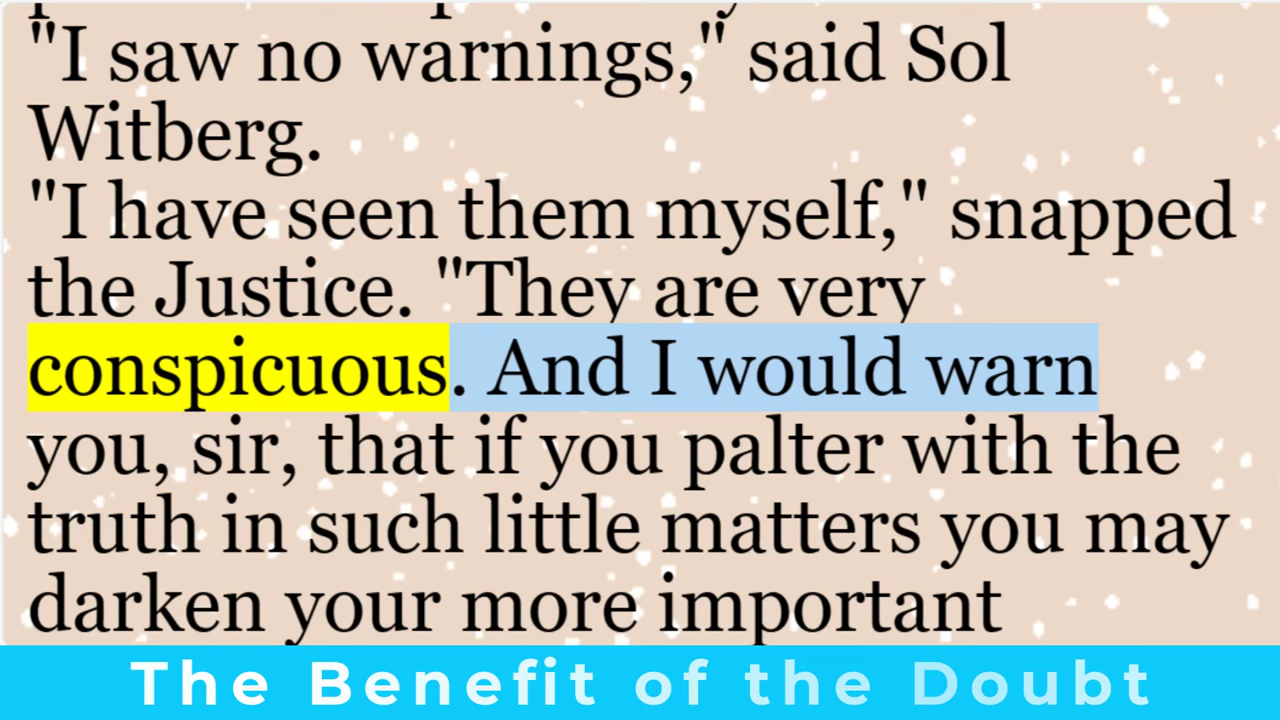 "I saw no warnings," said Sol
Witberg.
"I have seen them myself," snapped
the Justice. "They are very
conspicuous. And I would warn
you, sir, that if you palter with the
truth in such little matters you may
darken your more important
The Benefit of the Doubt